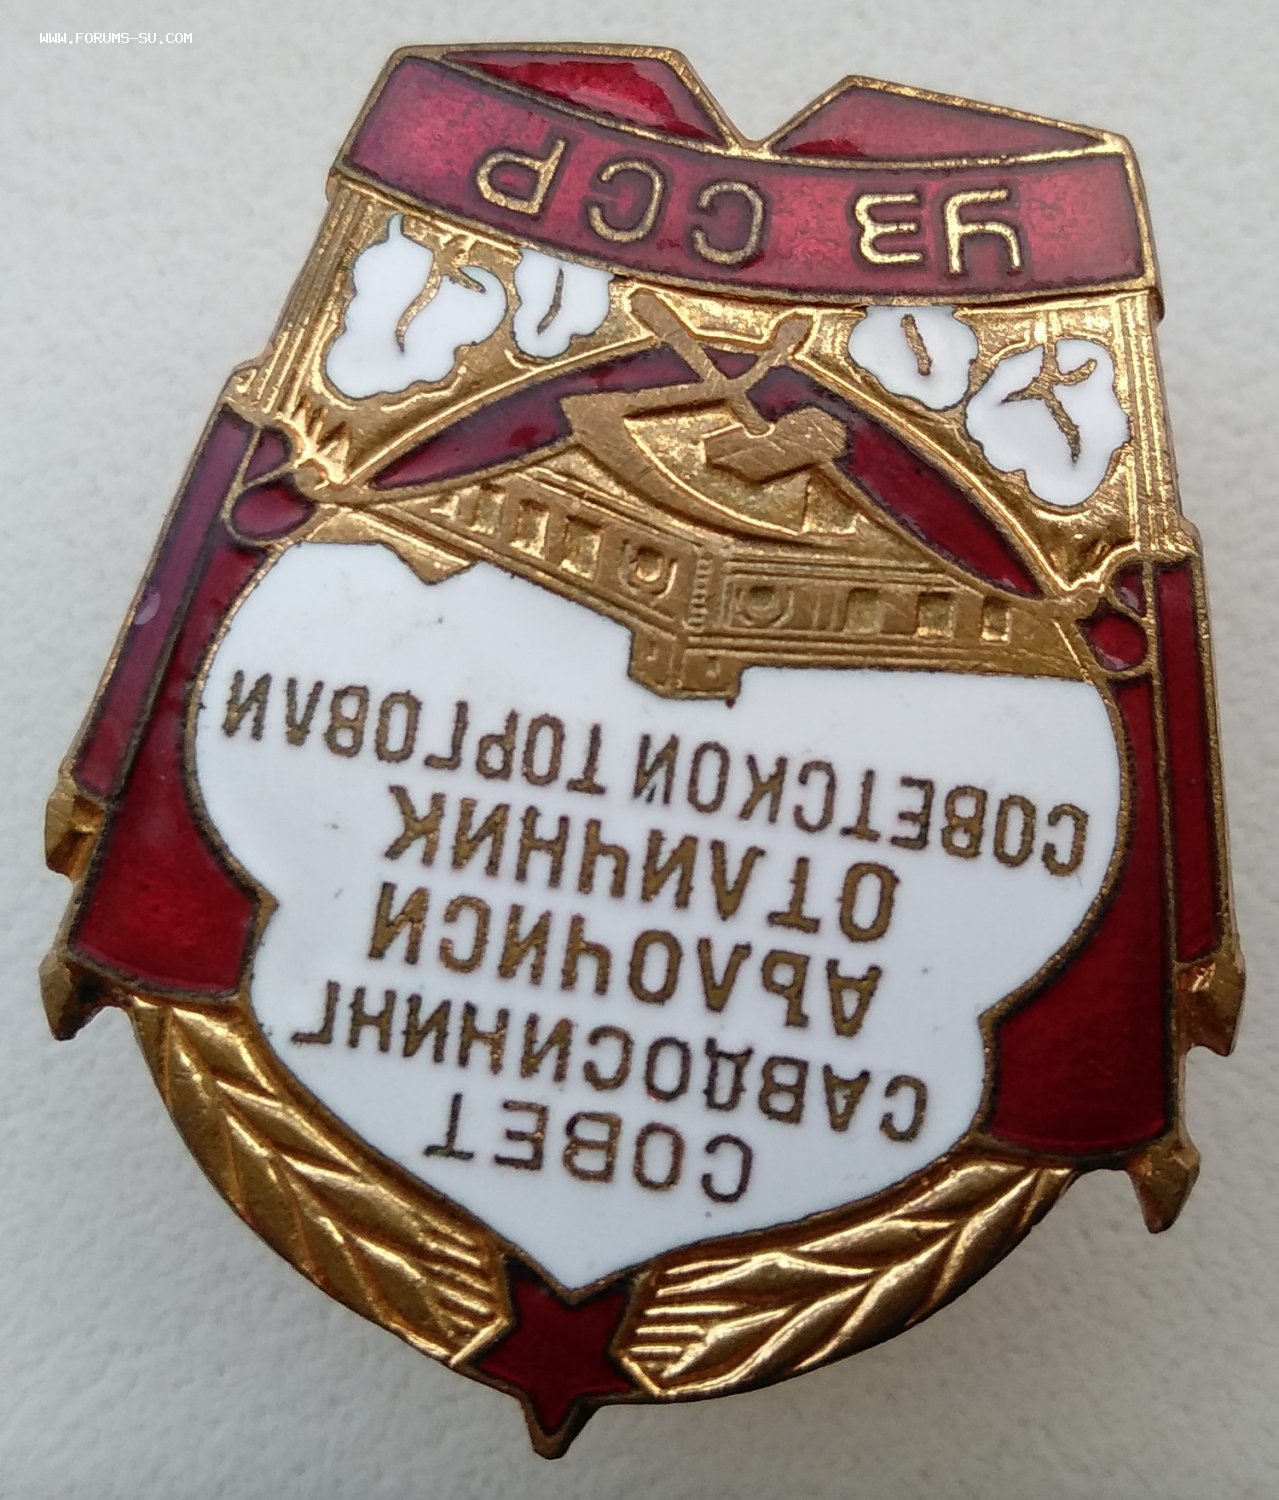 WWW.FORUMS-SU.COM
СОВЕТ
САВДОСИНИНГ
АЪЛОЧИСИ
ОТЛИЧНИК
СОВЕТСКОЙ ТОРГОВЛИ
УЗ ССР